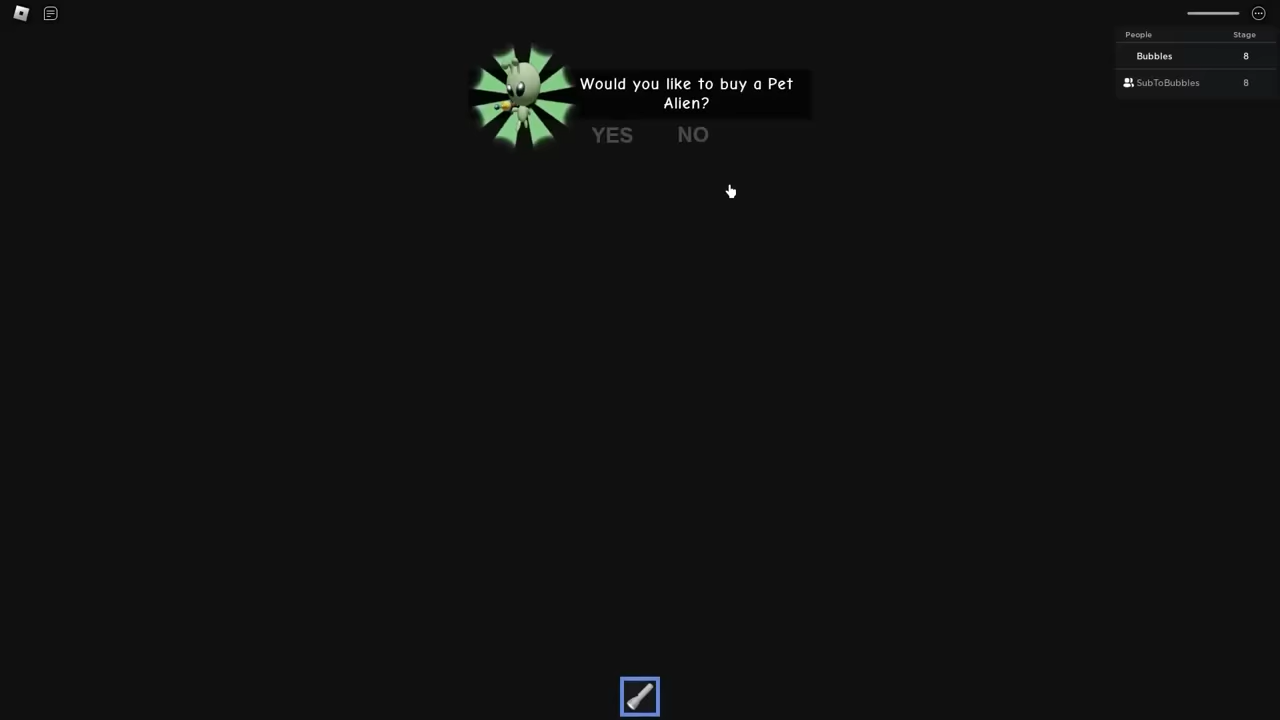 People Stage
Bubbles 8
SubToBubbles 8
Would you like to buy a Pet
Alien?
YES NO